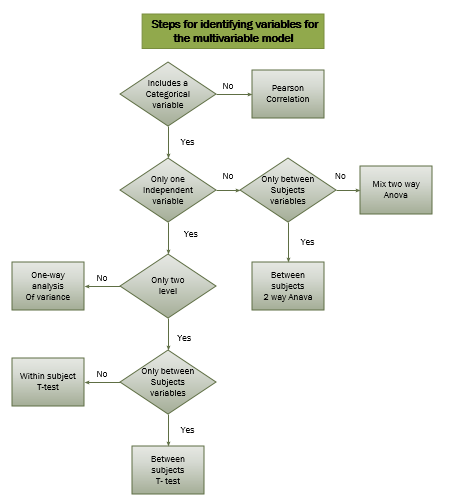 Steps for identifying variables for
the multivariable model
Includes a
Categorical
variable
No
Pearson
Correlation
Yes
Only one
Independent
variable
No
Only between
Subjects
variables
No
Mix two way
Anova
Yes
Yes
One-way
analysis
Of variance
No
Only two
level
Between
subjects
2 way Anava
Yes
Within subject
T-test
No
Only between
Subjects
variables
Yes
Between
subjects
T- test